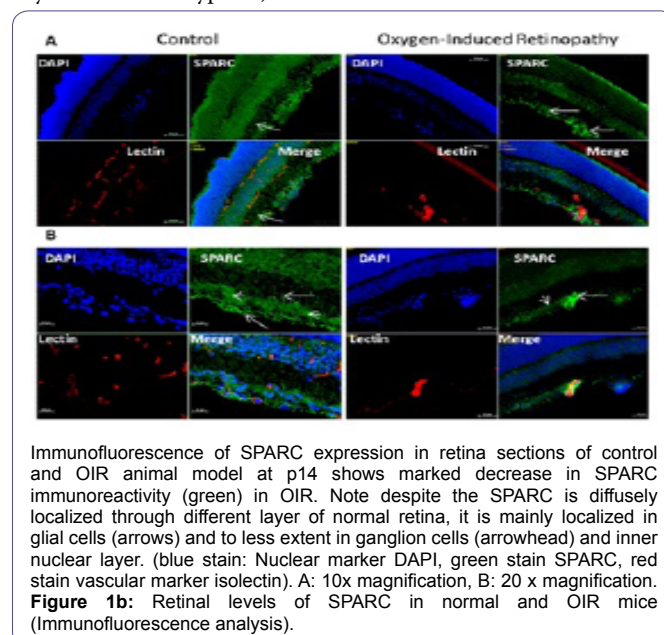 A Control Oxygen-Induced Retinopathy
DAPI SPARC DAPI SPARC
Lectin Merge Lectin Merge
B
DAPI SPARC DAPI SPARC
Lectin Merge Lectin Merge
Immunofluorescence of SPARC expression in retina sections of control
and OIR animal model at p14 shows marked decrease in SPARC
immunoreactivity (green) in OIR. Note despite the SPARC is diffusely
localized through different layer of normal retina, it is mainly localized in
glial cells (arrows) and to less extent in ganglion cells (arrowhead) and inner
nuclear layer. (blue stain: Nuclear marker DAPI, green stain SPARC, red
stain vascular marker isolectin). A: 10x magnification, B: 20 x magnification.
Figure 1b: Retinal levels of SPARC in normal and OIR mice
(Immunofluorescence analysis).